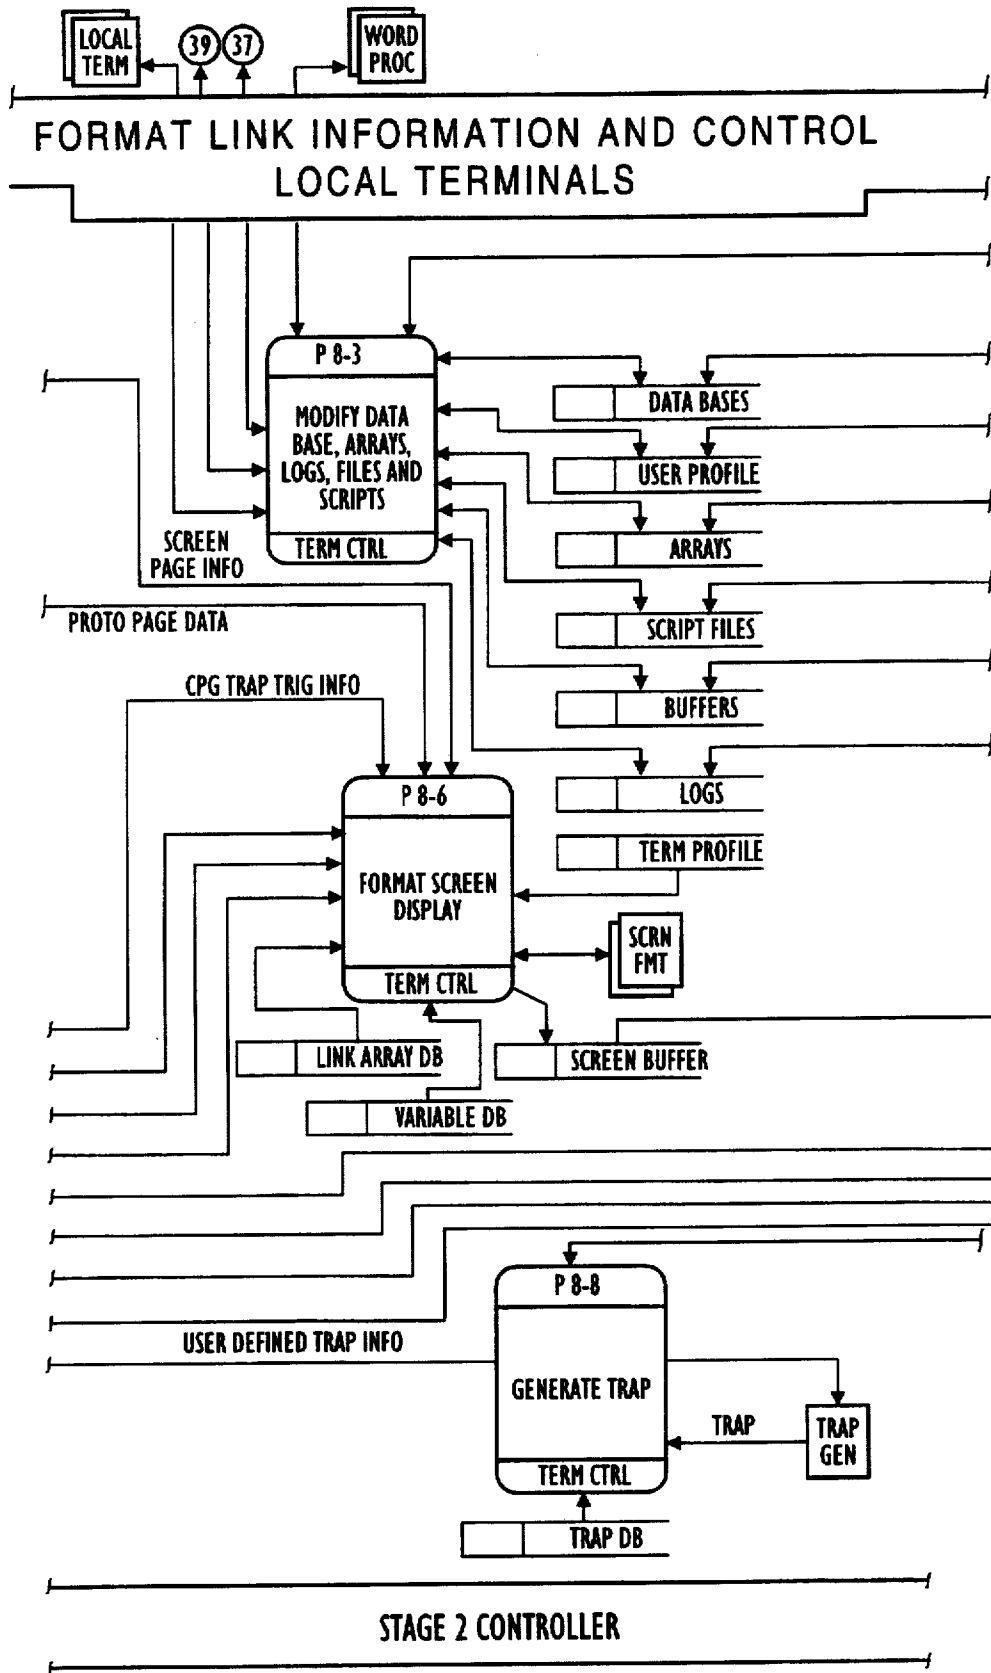 LOCAL
TERM
39
37
WORD
PROC
FORMAT LINK INFORMATION AND CONTROL
LOCAL TERMINALS
P 8-3
MODIFY DATA
BASE, ARRAYS,
LOGS, FILES AND
SCRIPTS
TERM CTRL
DATA BASES
USER PROFILE
ARRAYS
SCRIPT FILES
BUFFERS
LOGS
TERM PROFILE
SCREEN
PAGE INFO
PROTO PAGE DATA
CPG TRAP TRIG INFO
P 8-6
FORMAT SCREEN
DISPLAY
TERM CTRL
SCRN
FMT
LINK ARRAY DB
SCREEN BUFFER
VARIABLE DB
P 8-8
USER DEFINED TRAP INFO
GENERATE TRAP
TERM CTRL
TRAP
TRAP
GEN
TRAP DB
STAGE 2 CONTROLLER